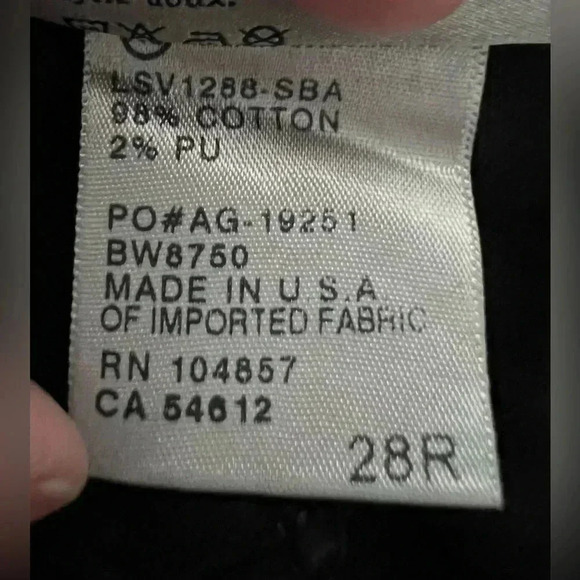 doux.
LSV1288-SBA
98% COTTON
2% PU
PO#AG-19251
BW8750
MADE IN U.S.A
OF IMPORTED FABRIC
RN 104857
CA 54612
28R